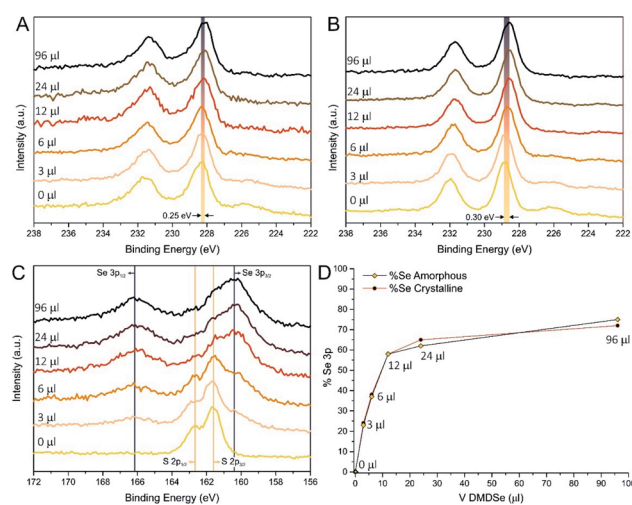 A
96 μl
24 μl
12 μl
6 μl
3 μl
0 μl
0.25 eV
238 236 234 232 230 228 226 224 222
Binding Energy (eV)
Intensity (a.u.)
B
96 μl
24 μl
12 μl
6 μl
3 μl
0 μl
0.30 eV
238 236 234 232 230 228 226 224 222
Binding Energy (eV)
Intensity (a.u.)
C
Se 3p1/2
Se 3p3/2
96 μl
24 μl
12 μl
6 μl
3 μl
0 μl
S 2p1/2
S 2p3/2
172 170 168 166 164 162 160 158 156
Binding Energy (eV)
Intensity (a.u.)
D
%Se Amorphous
%Se Crystalline
100
90
80
70
60
50
40
30
20
10
0
% Se 3p
0 μl
3 μl
6 μl
12 μl
24 μl
96 μl
0 20 40 60 80 100
V DMDSe (μl)